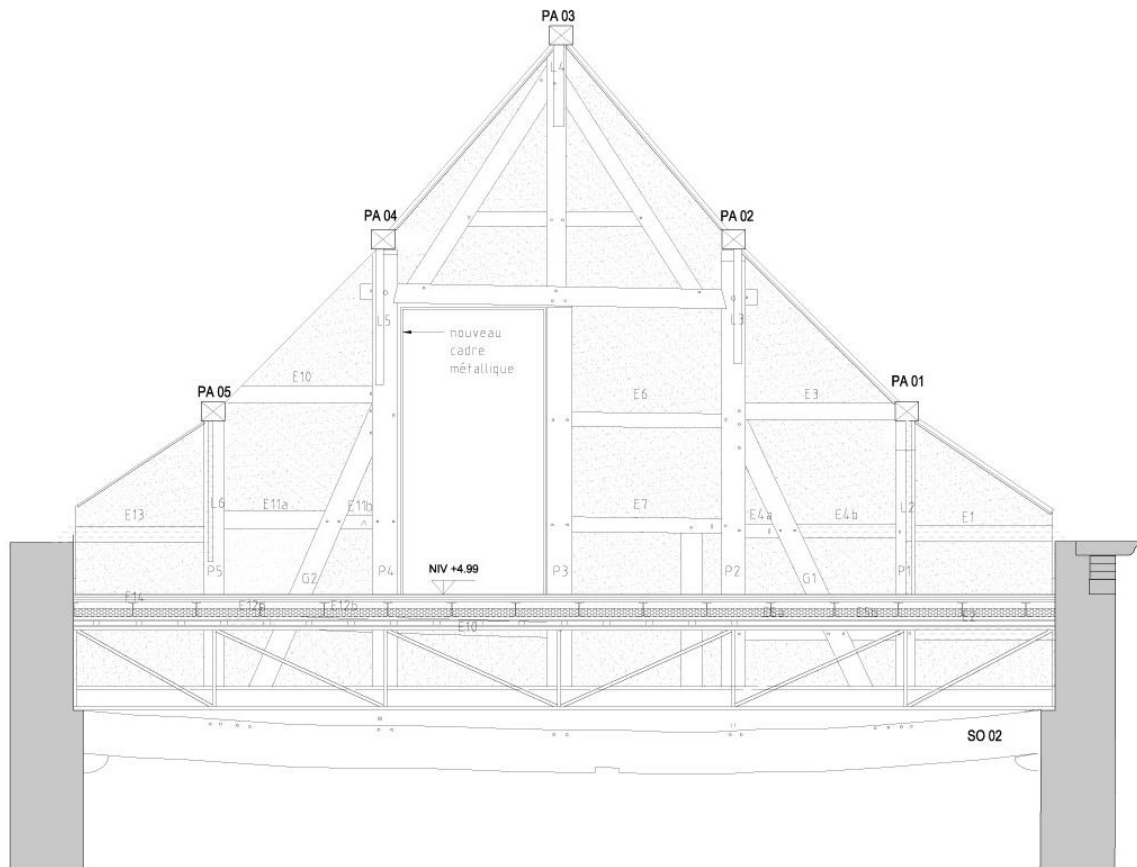 PA 03
L4
PA 04
PA 02
L5
L3
nouveau
cadre
métallique
E10
PA 05
E6
E3
PA 01
E13
L6
E11a
E11b
E7
E4a
E4b
L2
E1
P5
G2
P4
NIV +4.99
P3
P2
G1
P1
E14
E12a
E12b
E10
E5a
E5b
E2
SO 02